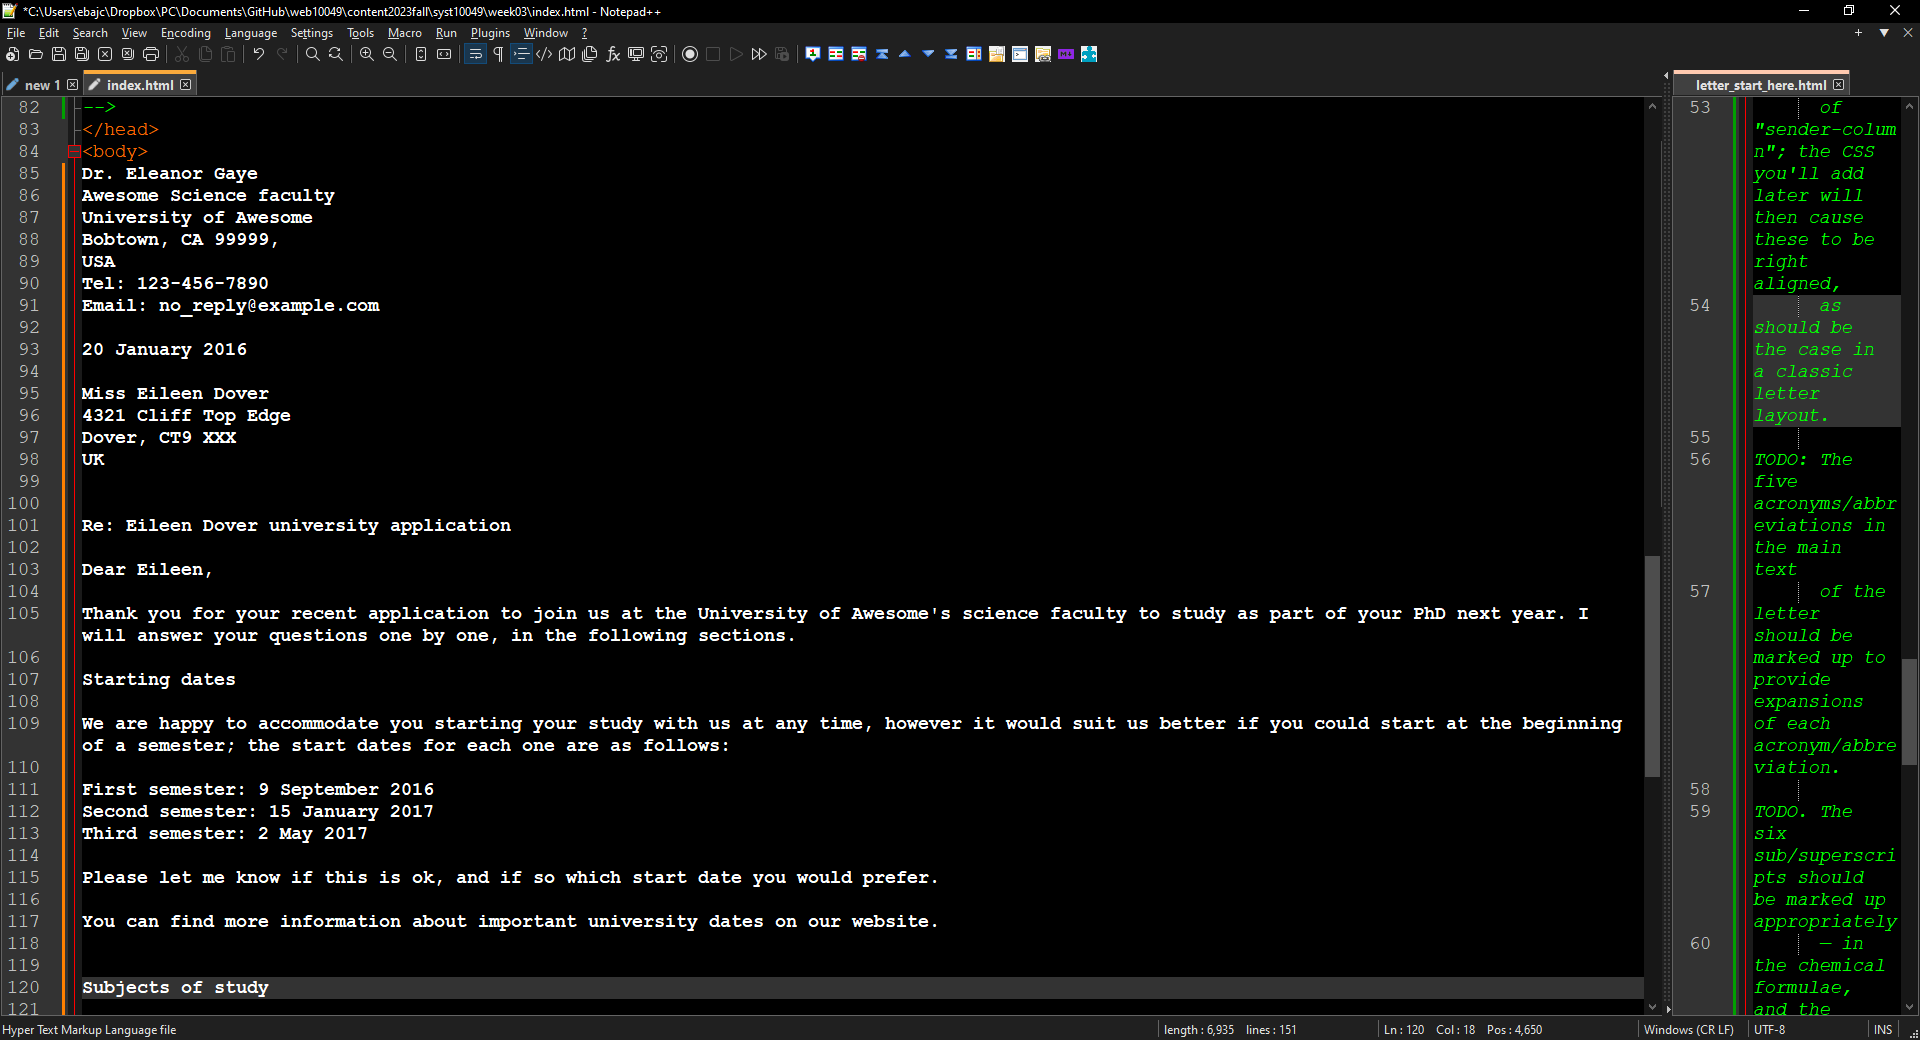 *C:\Users\ebajc\Dropbox\PC\Documents\GitHub\web10049\content2023fall\syst10049\week03\index.html - Notepad++
File Edit Search View Encoding Language Settings Tools Macro Run Plugins Window ?
new 1
index.html
letter_start_here.html
82 -->
83 </head>
84 <body>
85 Dr. Eleanor Gaye
86 Awesome Science faculty
87 University of Awesome
88 Bobtown, CA 99999,
89 USA
90 Tel: 123-456-7890
91 Email: no_reply@example.com
92
93 20 January 2016
94
95 Miss Eileen Dover
96 4321 Cliff Top Edge
97 Dover, CT9 XXX
98 UK
99
100
101 Re: Eileen Dover university application
102
103 Dear Eileen,
104
105 Thank you for your recent application to join us at the University of Awesome's science faculty to study as part of your PhD next year. I
will answer your questions one by one, in the following sections.
106
107 Starting dates
108
109 We are happy to accommodate you starting your study with us at any time, however it would suit us better if you could start at the beginning
of a semester; the start dates for each one are as follows:
110
111 First semester: 9 September 2016
112 Second semester: 15 January 2017
113 Third semester: 2 May 2017
114
115 Please let me know if this is ok, and if so which start date you would prefer.
116
117 You can find more information about important university dates on our website.
118
119
120 Subjects of study
121
53 of
"sender-colum
n"; the CSS
you'll add
later will
then cause
these to be
right
aligned,
54 as
should be
the case in
a classic
letter
layout.
55
56 TODO: The
five
acronyms/abbr
eviations in
the main
text
57 of the
letter
should be
marked up to
provide
expansions
of each
acronym/abbre
viation.
58
59 TODO. The
six
sub/superscri
pts should
be marked up
appropriately
60 — in
the chemical
formulae,
and the
Hyper Text Markup Language file
length : 6,935 lines : 151
Ln : 120 Col : 18 Pos : 4,650
Windows (CR LF)
UTF-8
INS